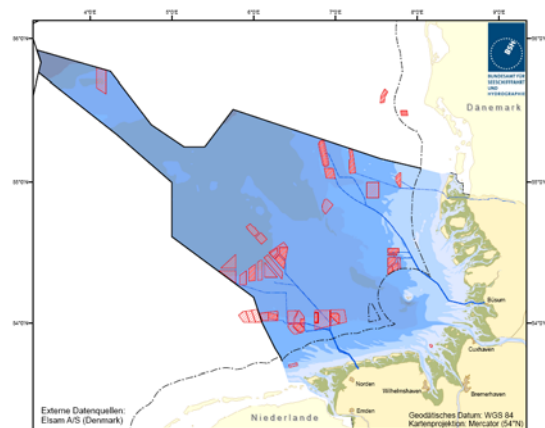 4°0'E
5°0'E
6°0'E
7°0'E
8°0'E
BSH
BUNDESAMT FÜR
SEESCHIFFFAHRT
UND
HYDROGRAPHIE
Dänemark
55°0'N
Büsum
54°0'N
Cuxhaven
Norden
Wilhelmshaven
Bremerhaven
Emden
Externe Datenquellen:
Elsam A/S (Denmark)
Niederlande
Geodätisches Datum: WGS 84
Kartenprojektion: Mercator (54°N)